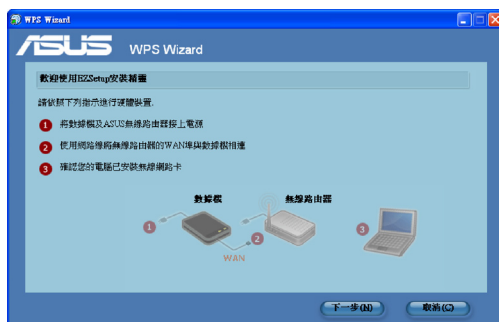 WPS Wizard
ASUS WPS Wizard
歡迎使用EZSetup安裝精靈
請依照下列指示進行硬體裝置.
1 將數據機及ASUS無線路由器接上電源
2 使用網路線將無線路由器的WAN埠與數據機相連
3 確認您的電腦已安裝無線網路卡
數據機 無線路由器
1 2 3
WAN
下一步(N) 取消(C)